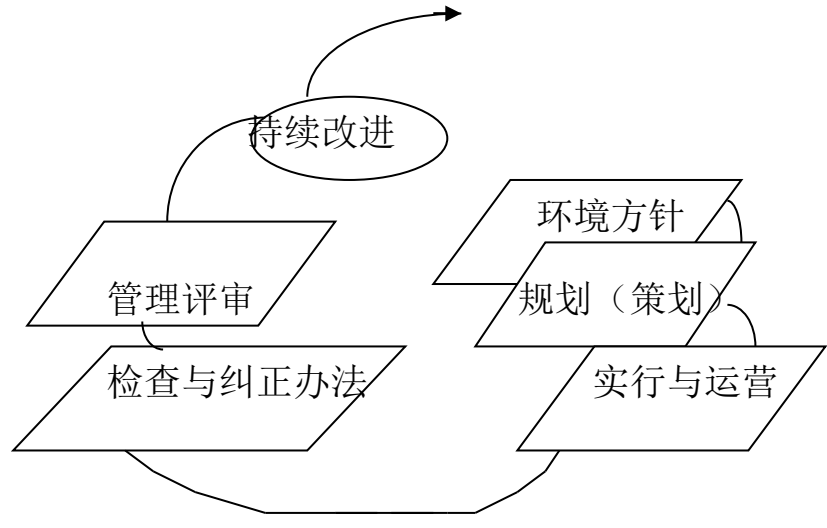 持续改进
环境方针
管理评审
规划（策划）
检查与纠正办法
实行与运营